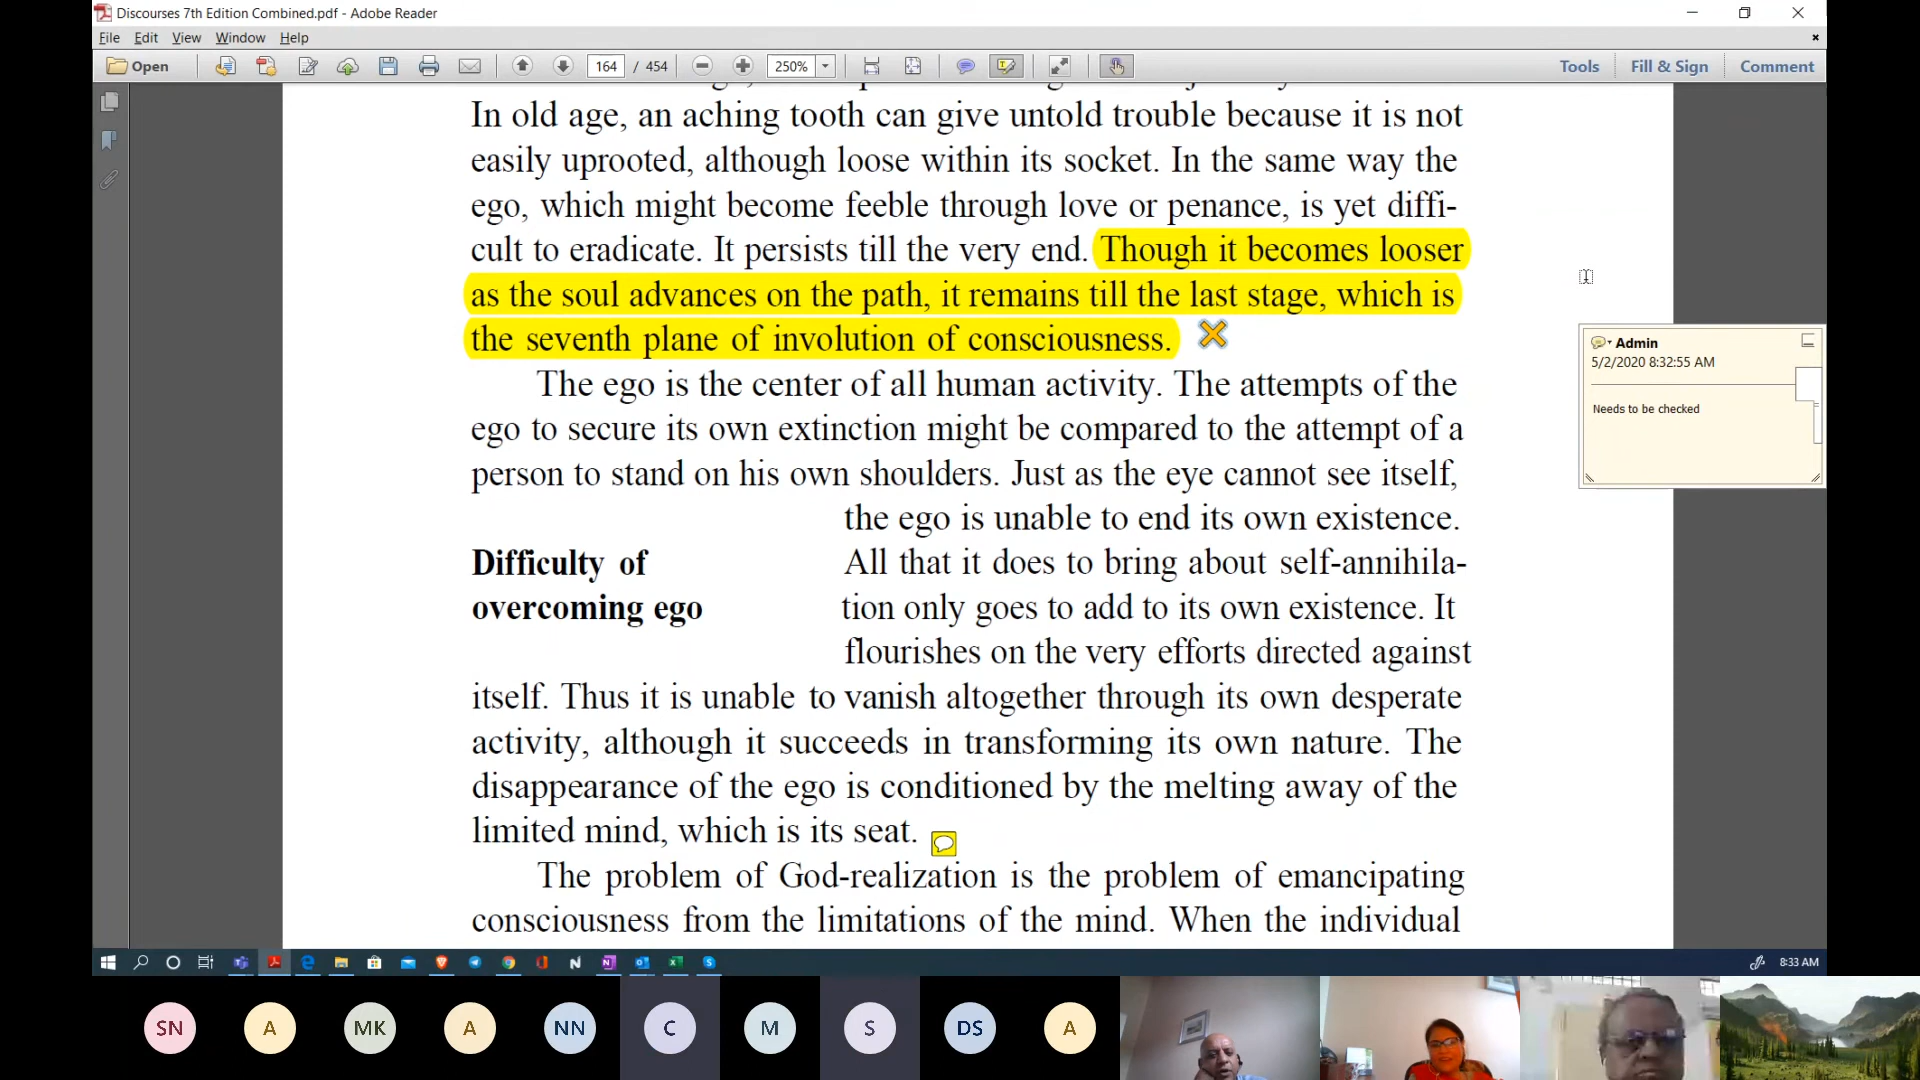 Discourses 7th Edition Combined.pdf - Adobe Reader
File Edit View Window Help
Open 164 / 454 250% Tools Fill & Sign Comment
In old age, an aching tooth can give untold trouble because it is not
easily uprooted, although loose within its socket. In the same way the
ego, which might become feeble through love or penance, is yet diffi-
cult to eradicate. It persists till the very end. Though it becomes looser
as the soul advances on the path, it remains till the last stage, which is
the seventh plane of involution of consciousness.
The ego is the center of all human activity. The attempts of the
ego to secure its own extinction might be compared to the attempt of a
person to stand on his own shoulders. Just as the eye cannot see itself,
the ego is unable to end its own existence.
Difficulty of
overcoming ego
All that it does to bring about self-annihila-
tion only goes to add to its own existence. It
flourishes on the very efforts directed against
itself. Thus it is unable to vanish altogether through its own desperate
activity, although it succeeds in transforming its own nature. The
disappearance of the ego is conditioned by the melting away of the
limited mind, which is its seat.
The problem of God-realization is the problem of emancipating
consciousness from the limitations of the mind. When the individual
Admin
5/2/2020 8:32:55 AM
Needs to be checked
8:33 AM
SN A MK A NN C M S DS A